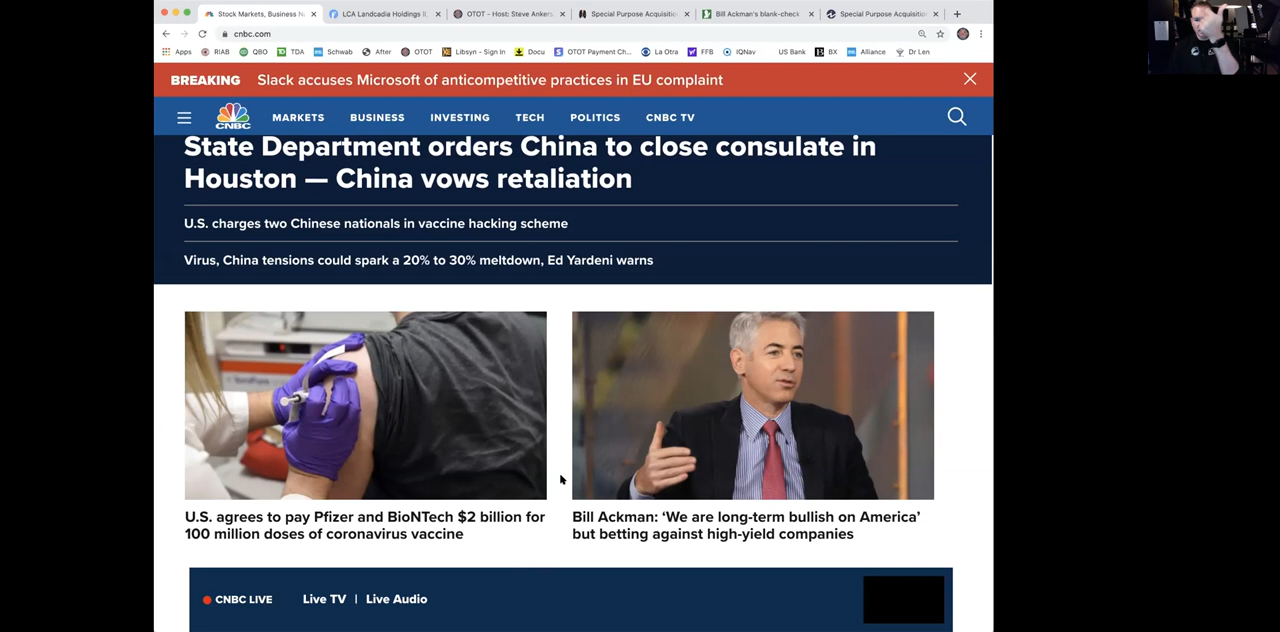 Stock Markets, Business N
LCA Landcadia Holdings II,
OTOT - Host: Steve Ankers
Special Purpose Acquisitio
Bill Ackman's blank-check
Special Purpose Acquisitio
cnbc.com
Apps RIAB QBO TDA Schwab After OTOT Libsyn - Sign In Docu OTOT Payment Ch... La Otra FFB IQNav US Bank BX Alliance Dr Len
BREAKING Slack accuses Microsoft of anticompetitive practices in EU complaint
CNBC MARKETS BUSINESS INVESTING TECH POLITICS CNBC TV
State Department orders China to close consulate in
Houston — China vows retaliation
U.S. charges two Chinese nationals in vaccine hacking scheme
Virus, China tensions could spark a 20% to 30% meltdown, Ed Yardeni warns
U.S. agrees to pay Pfizer and BioNTech $2 billion for
100 million doses of coronavirus vaccine
Bill Ackman: ‘We are long-term bullish on America’
but betting against high-yield companies
CNBC LIVE Live TV | Live Audio